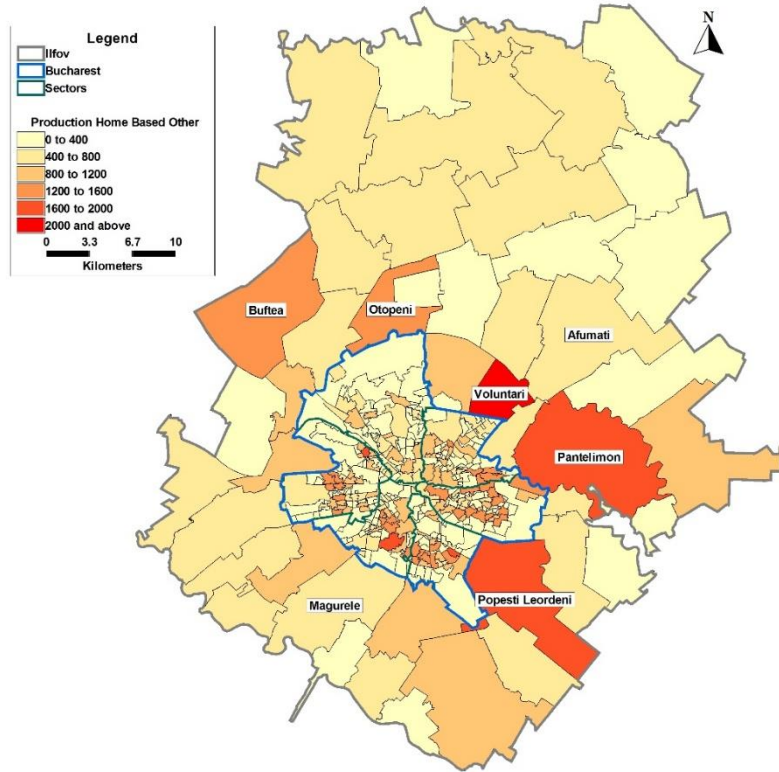 N
Legend
Ilfov
Bucharest
Sectors
Production Home Based Other
0 to 400
400 to 800
800 to 1200
1200 to 1600
1600 to 2000
2000 and above
0 3.3 6.7 10
Kilometers
Buftea
Otopeni
Afumati
Voluntari
Pantelimon
Popesti Leordeni
Magurele